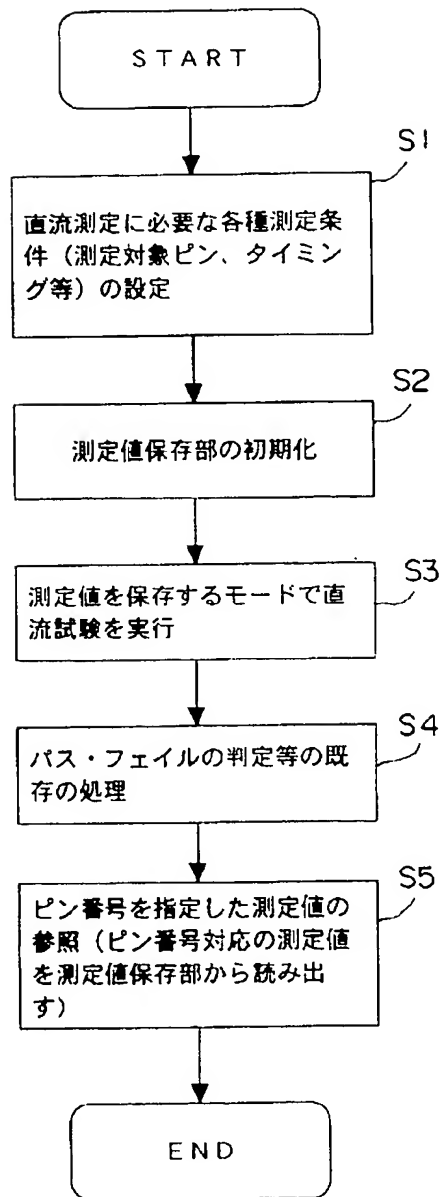 START
S1
直流測定に必要な各種測定条
件（測定対象ピン、タイミン
グ等）の設定
S2
測定値保存部の初期化
S3
測定値を保存するモードで直
流試験を実行
S4
パス・フェイルの判定等の既
存の処理
S5
ピン番号を指定した測定値の
参照（ピン番号対応の測定値
を測定値保存部から読み出
す）
END